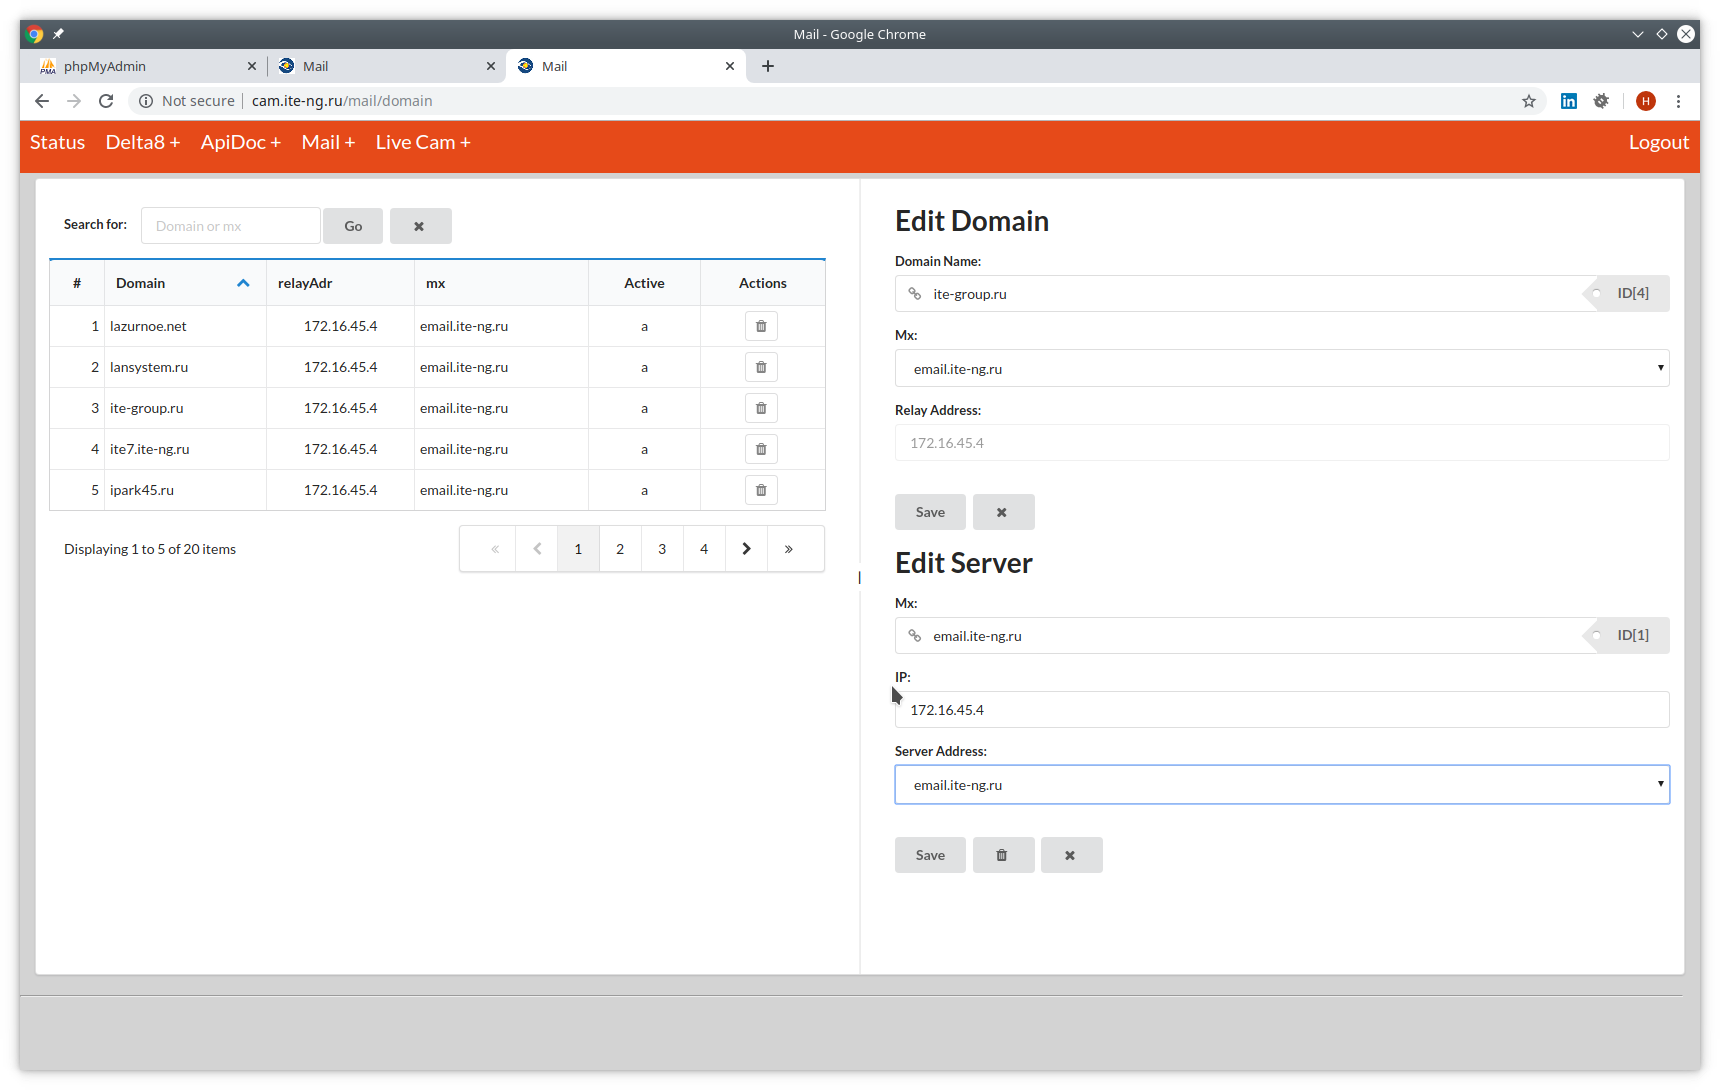 Mail - Google Chrome
phpMyAdmin
Mail
Mail
Not secure
cam.ite-ng.ru/mail/domain
H
Status
Delta8 +
ApiDoc +
Mail +
Live Cam +
Logout
Search for:
Domain or mx
Go
# Domain relayAdr mx Active Actions
1 lazurnoe.net 172.16.45.4 email.ite-ng.ru a
2 lansystem.ru 172.16.45.4 email.ite-ng.ru a
3 ite-group.ru 172.16.45.4 email.ite-ng.ru a
4 ite7.ite-ng.ru 172.16.45.4 email.ite-ng.ru a
5 ipark45.ru 172.16.45.4 email.ite-ng.ru a
Displaying 1 to 5 of 20 items
« 1 2 3 4 »
Edit Domain
Domain Name:
ite-group.ru
ID[4]
Mx:
email.ite-ng.ru
Relay Address:
172.16.45.4
Save
Edit Server
Mx:
email.ite-ng.ru
ID[1]
IP:
172.16.45.4
Server Address:
email.ite-ng.ru
Save